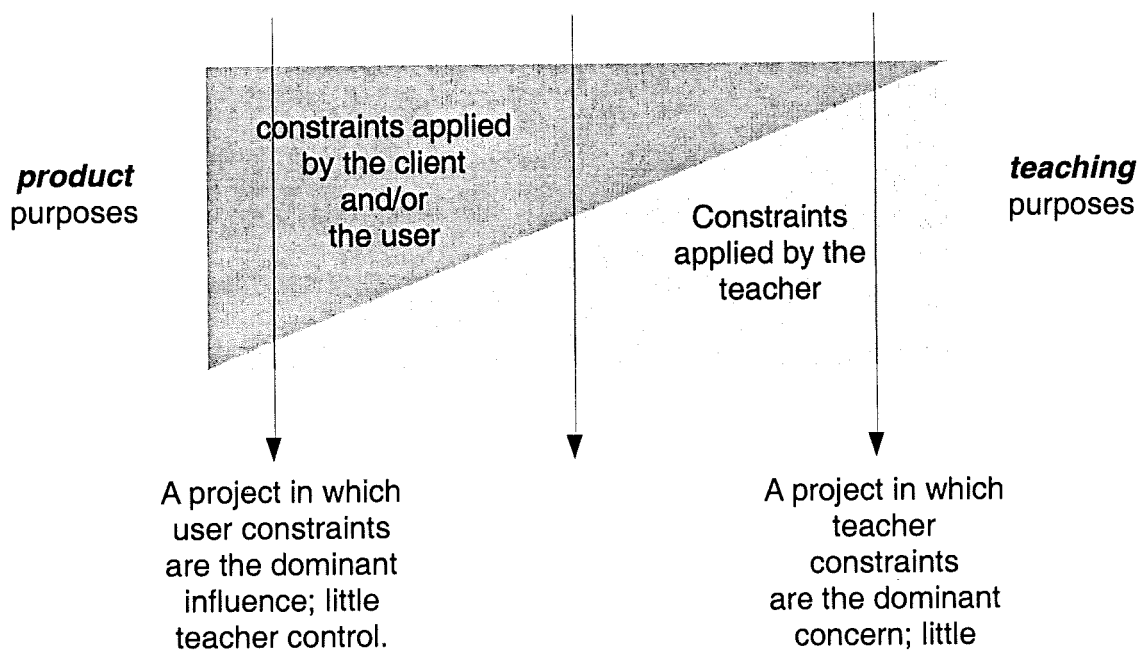 constraints applied
by the client
and/or
the user
product
purposes
teaching
purposes
Constraints
applied by the
teacher
A project in which
user constraints
are the dominant
influence; little
teacher control.
A project in which
teacher
constraints
are the dominant
concern; little